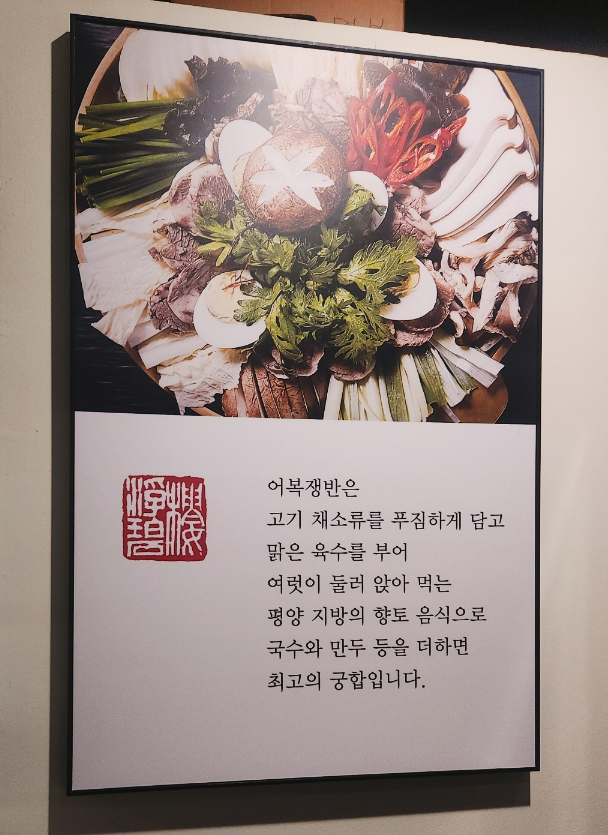 浮碧樓
어복쟁반은
고기 채소류를 푸짐하게 담고
맑은 육수를 부어
여럿이 둘러 앉아 먹는
평양 지방의 향토 음식으로
국수와 만두 등을 더하면
최고의 궁합입니다.